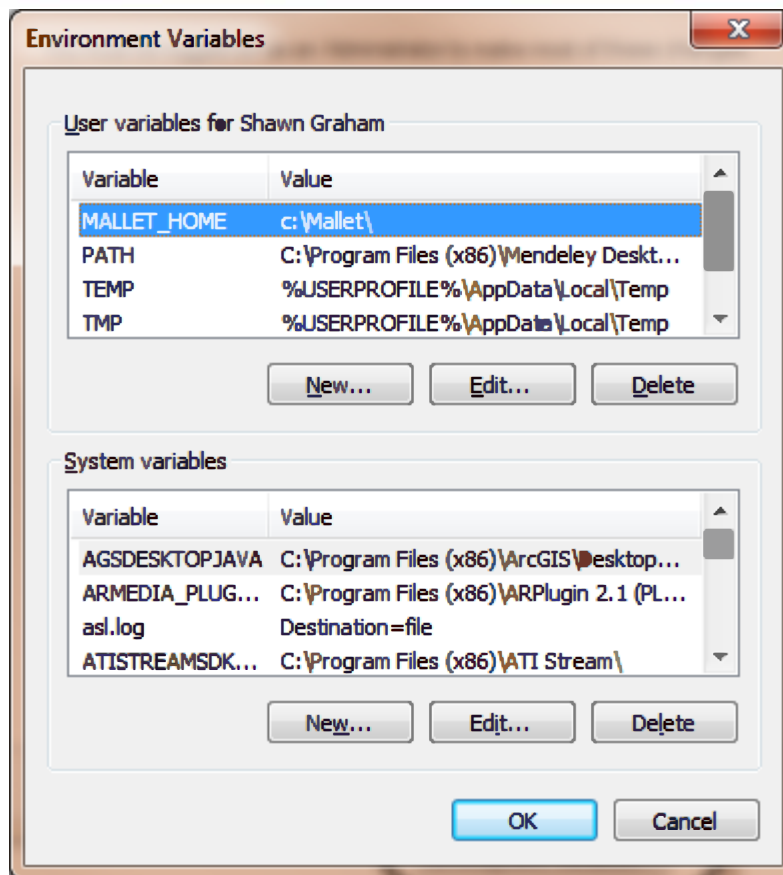 Environment Variables
User variables for Shawn Graham
Variable Value
MALLET_HOME c:\Mallet\
PATH C:\Program Files (x86)\Mendeley Deskt...
TEMP %USERPROFILE%\AppData\Local\Temp
TMP %USERPROFILE%\AppData\Local\Temp
New... Edit... Delete
System variables
Variable Value
AGSDESKTOPJAVA C:\Program Files (x86)\ArcGIS\Desktop...
ARMEDIA_PLUG... C:\Program Files (x86)\ARPlugin 2.1 (PL...
asl.log Destination=file
ATISTREAMSDK... C:\Program Files (x86)\ATI Stream\
New... Edit... Delete
OK Cancel